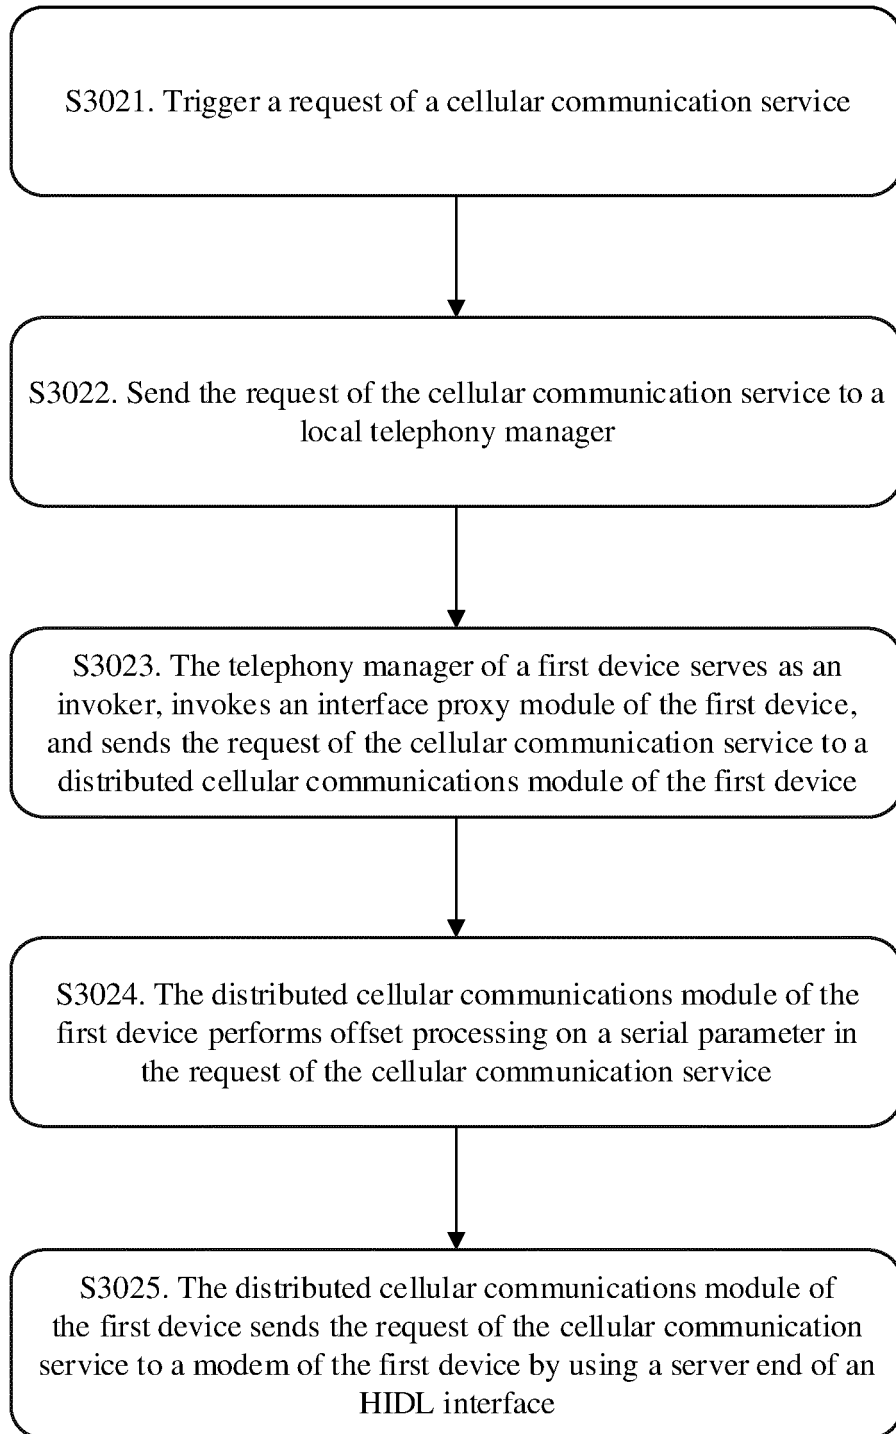 S3021. Trigger a request of a cellular communication service
S3022. Send the request of the cellular communication service to a
local telephony manager
S3023. The telephony manager of a first device serves as an
invoker, invokes an interface proxy module of the first device,
and sends the request of the cellular communication service to a
distributed cellular communications module of the first device
S3024. The distributed cellular communications module of the
first device performs offset processing on a serial parameter in
the request of the cellular communication service
S3025. The distributed cellular communications module of
the first device sends the request of the cellular communication
service to a modem of the first device by using a server end of an
HIDL interface